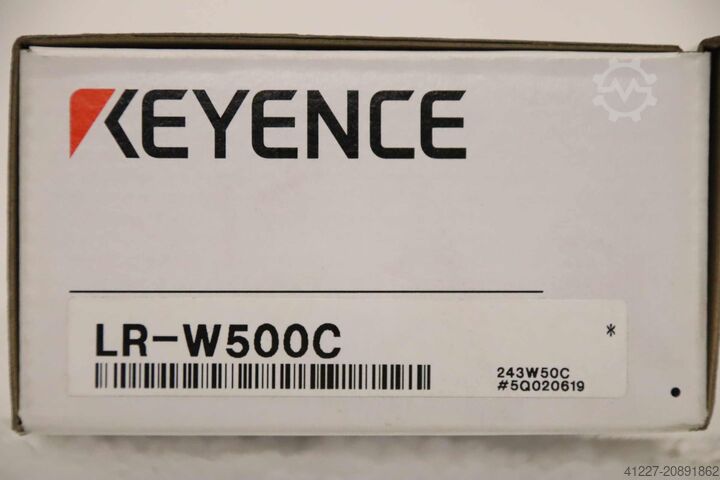 KEYENCE
LR-W500C
*
243W50C
#5Q020619
41227-20891862